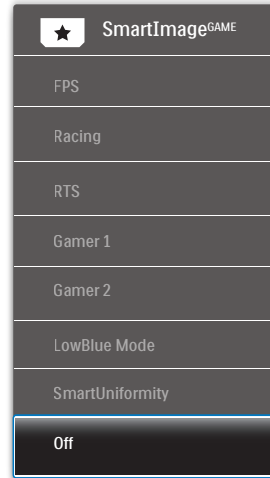 SmartImageGAME
FPS
Racing
RTS
Gamer 1
Gamer 2
LowBlue Mode
SmartUniformity
Off